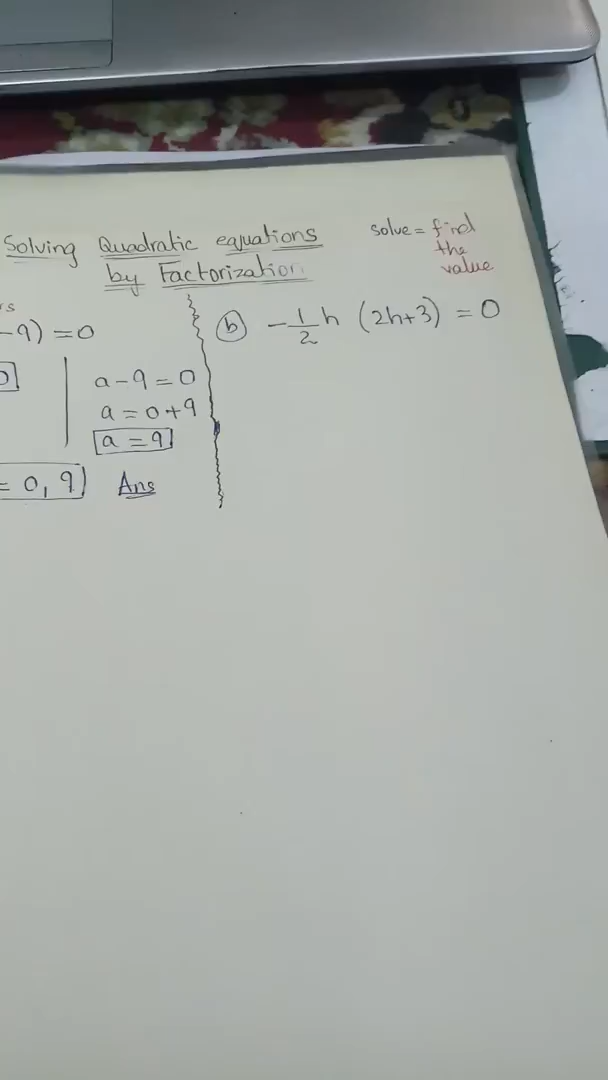 Solving Quadratic equations
by Factorization
solve = find
the
value
rs
-9) = 0
a - 9 = 0
a = 0 + 9
a = 9
= 0, 9) Ans
(b) -1/2 h (2h+3) = 0